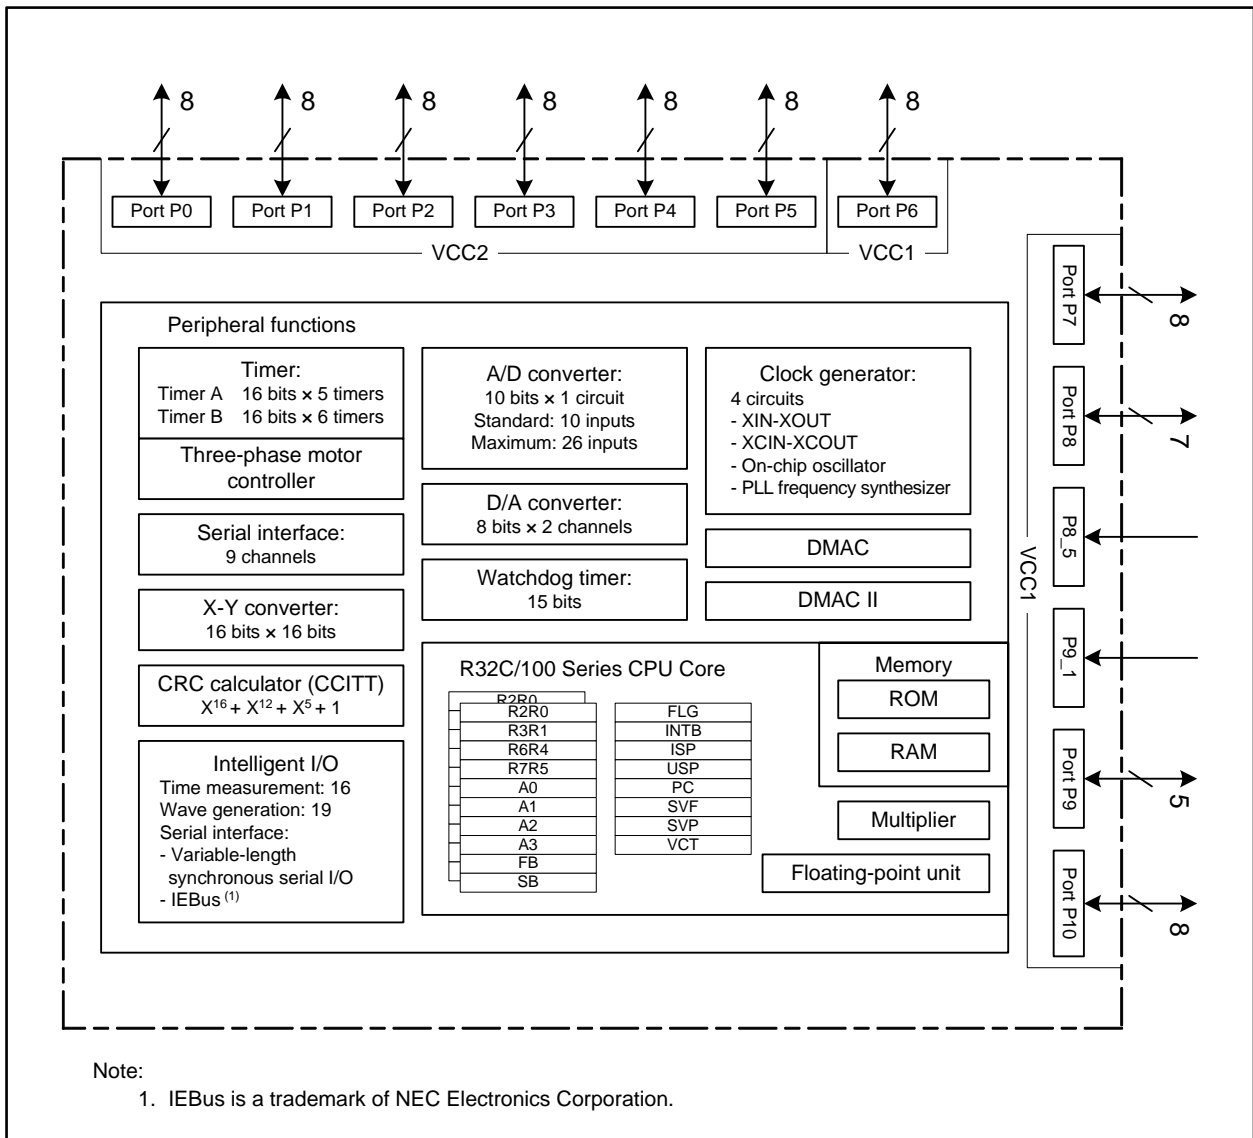 8 8 8 8 8 8 8
Port P0 Port P1 Port P2 Port P3 Port P4 Port P5 Port P6
VCC2 VCC1
Peripheral functions
Timer:
Timer A 16 bits × 5 timers
Timer B 16 bits × 6 timers
Three-phase motor
controller
Serial interface:
9 channels
X-Y converter:
16 bits × 16 bits
CRC calculator (CCITT)
X16 + X12 + X5 + 1
Intelligent I/O
Time measurement: 16
Wave generation: 19
Serial interface:
- Variable-length
synchronous serial I/O
- IEBus (1)
A/D converter:
10 bits × 1 circuit
Standard: 10 inputs
Maximum: 26 inputs
D/A converter:
8 bits × 2 channels
Watchdog timer:
15 bits
Clock generator:
4 circuits
- XIN-XOUT
- XCIN-XCOUT
- On-chip oscillator
- PLL frequency synthesizer
DMAC
DMAC II
R32C/100 Series CPU Core
R2R0
R2R0
R3R1
R6R4
R7R5
A0
A1
A2
A3
FB
SB
FLG
INTB
ISP
USP
PC
SVF
SVP
VCT
Memory
ROM
RAM
Multiplier
Floating-point unit
VCC1
Port P7
8
Port P8
7
P8_5
P9_1
Port P9
5
Port P10
8
Note:
1. IEBus is a trademark of NEC Electronics Corporation.